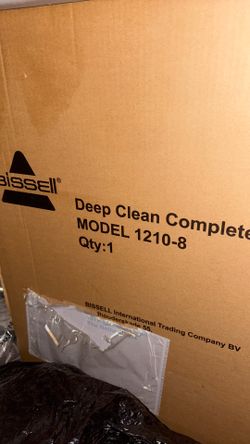 BISSELL
Deep Clean Complete
MODEL 1210-8
Qty:1
BISSELL International Trading Company BV